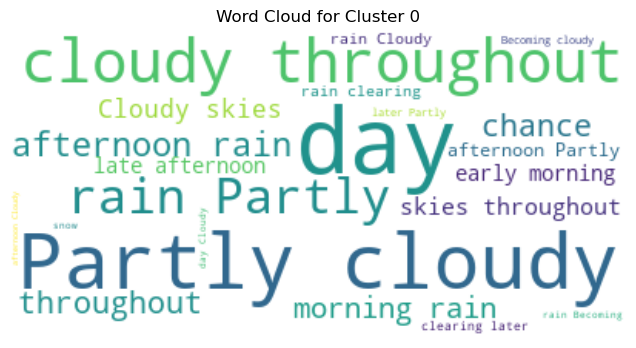 Word Cloud for Cluster 0
rain Cloudy
Becoming cloudy
cloudy throughout
rain clearing
Cloudy skies
later Partly
day
chance
afternoon rain
afternoon Partly
late afternoon
early morning
rain Partly
skies throughout
afternoon Cloudy
day Cloudy
snow
Partly cloudy
throughout
morning rain
rain Becoming
clearing later